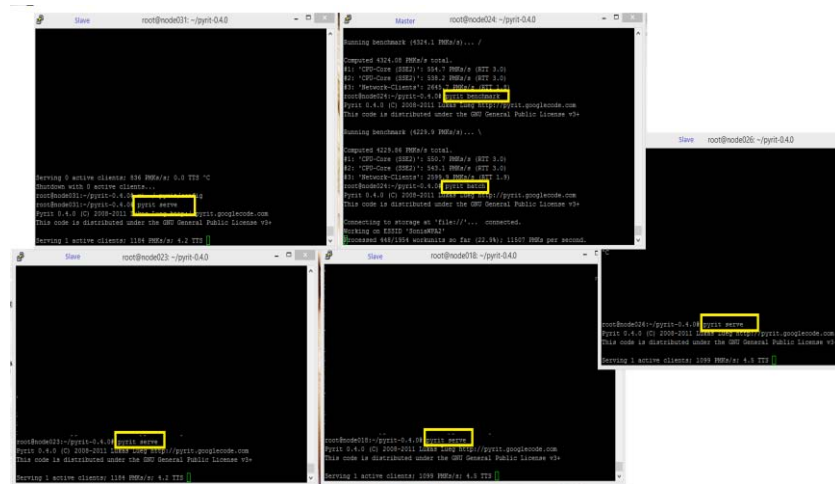 Slave root@node031: ~/pyrit-0.4.0
Serving 0 active clients; 836 PMKs/s; 0.0 TTS ^C
Shutdown with 0 active clients...
root@node031:~/pyrit-0.4.0#
root@node031:~/pyrit-0.4.0# pyrit serve
Pyrit 0.4.0 (C) 2008-2011 Lukas Lueg http://pyrit.googlecode.com
This code is distributed under the GNU General Public License v3+
Serving 1 active clients; 1184 PMKs/s; 4.2 TTS
Master root@node024: ~/pyrit-0.4.0
Running benchmark (4324.1 PMKs/s)... /
Computed 4324.08 PMKs/s total.
#1: 'CPU-Core (SSE2)': 554.7 PMKs/s (RTT 3.0)
#2: 'CPU-Core (SSE2)': 538.2 PMKs/s (RTT 3.0)
#3: 'Network-Clients': 2645.7 PMKs/s (RTT 1.8)
root@node024:~/pyrit-0.4.0# pyrit benchmark
Pyrit 0.4.0 (C) 2008-2011 Lukas Lueg http://pyrit.googlecode.com
This code is distributed under the GNU General Public License v3+
Running benchmark (4229.9 PMKs/s)... \
Computed 4229.86 PMKs/s total.
#1: 'CPU-Core (SSE2)': 550.7 PMKs/s (RTT 3.0)
#2: 'CPU-Core (SSE2)': 543.1 PMKs/s (RTT 3.0)
#3: 'Network-Clients': 2599.9 PMKs/s (RTT 1.9)
root@node024:~/pyrit-0.4.0# pyrit batch
Pyrit 0.4.0 (C) 2008-2011 Lukas Lueg http://pyrit.googlecode.com
This code is distributed under the GNU General Public License v3+
Connecting to storage at 'file://'... connected.
Working on ESSID
Processed 448/1954 workunits so far (22.9%); 11507 PMKs per second.
Slave root@node026: ~/pyrit-0.4.0
^C
root@node026:~/pyrit-0.4.0# pyrit serve
Pyrit 0.4.0 (C) 2008-2011 Lukas Lueg http://pyrit.googlecode.com
This code is distributed under the GNU General Public License v3+
Serving 1 active clients; 1099 PMKs/s; 4.5 TTS
Slave root@node023: ~/pyrit-0.4.0
root@node023:~/pyrit-0.4.0# pyrit serve
Pyrit 0.4.0 (C) 2008-2011 Lukas Lueg http://pyrit.googlecode.com
This code is distributed under the GNU General Public License v3+
Serving 1 active clients; 1184 PMKs/s; 4.2 TTS
Slave root@node018: ~/pyrit-0.4.0
root@node018:~/pyrit-0.4.0# pyrit serve
Pyrit 0.4.0 (C) 2008-2011 Lukas Lueg http://pyrit.googlecode.com
This code is distributed under the GNU General Public License v3+
Serving 1 active clients; 1099 PMKs/s; 4.5 TTS